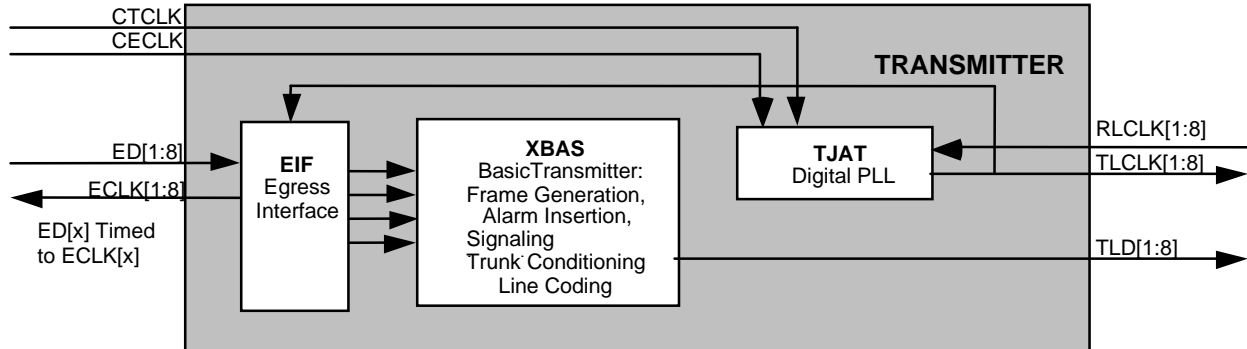 CTCLK
CECLK
TRANSMITTER
ED[1:8]
ECLK[1:8]
ED[x] Timed
to ECLK[x]
EIF
Egress
Interface
XBAS
BasicTransmitter:
Frame Generation,
Alarm Insertion,
Signaling
Trunk Conditioning
Line Coding
TJAT
Digital PLL
RLCLK[1:8]
TLCLK[1:8]
TLD[1:8]